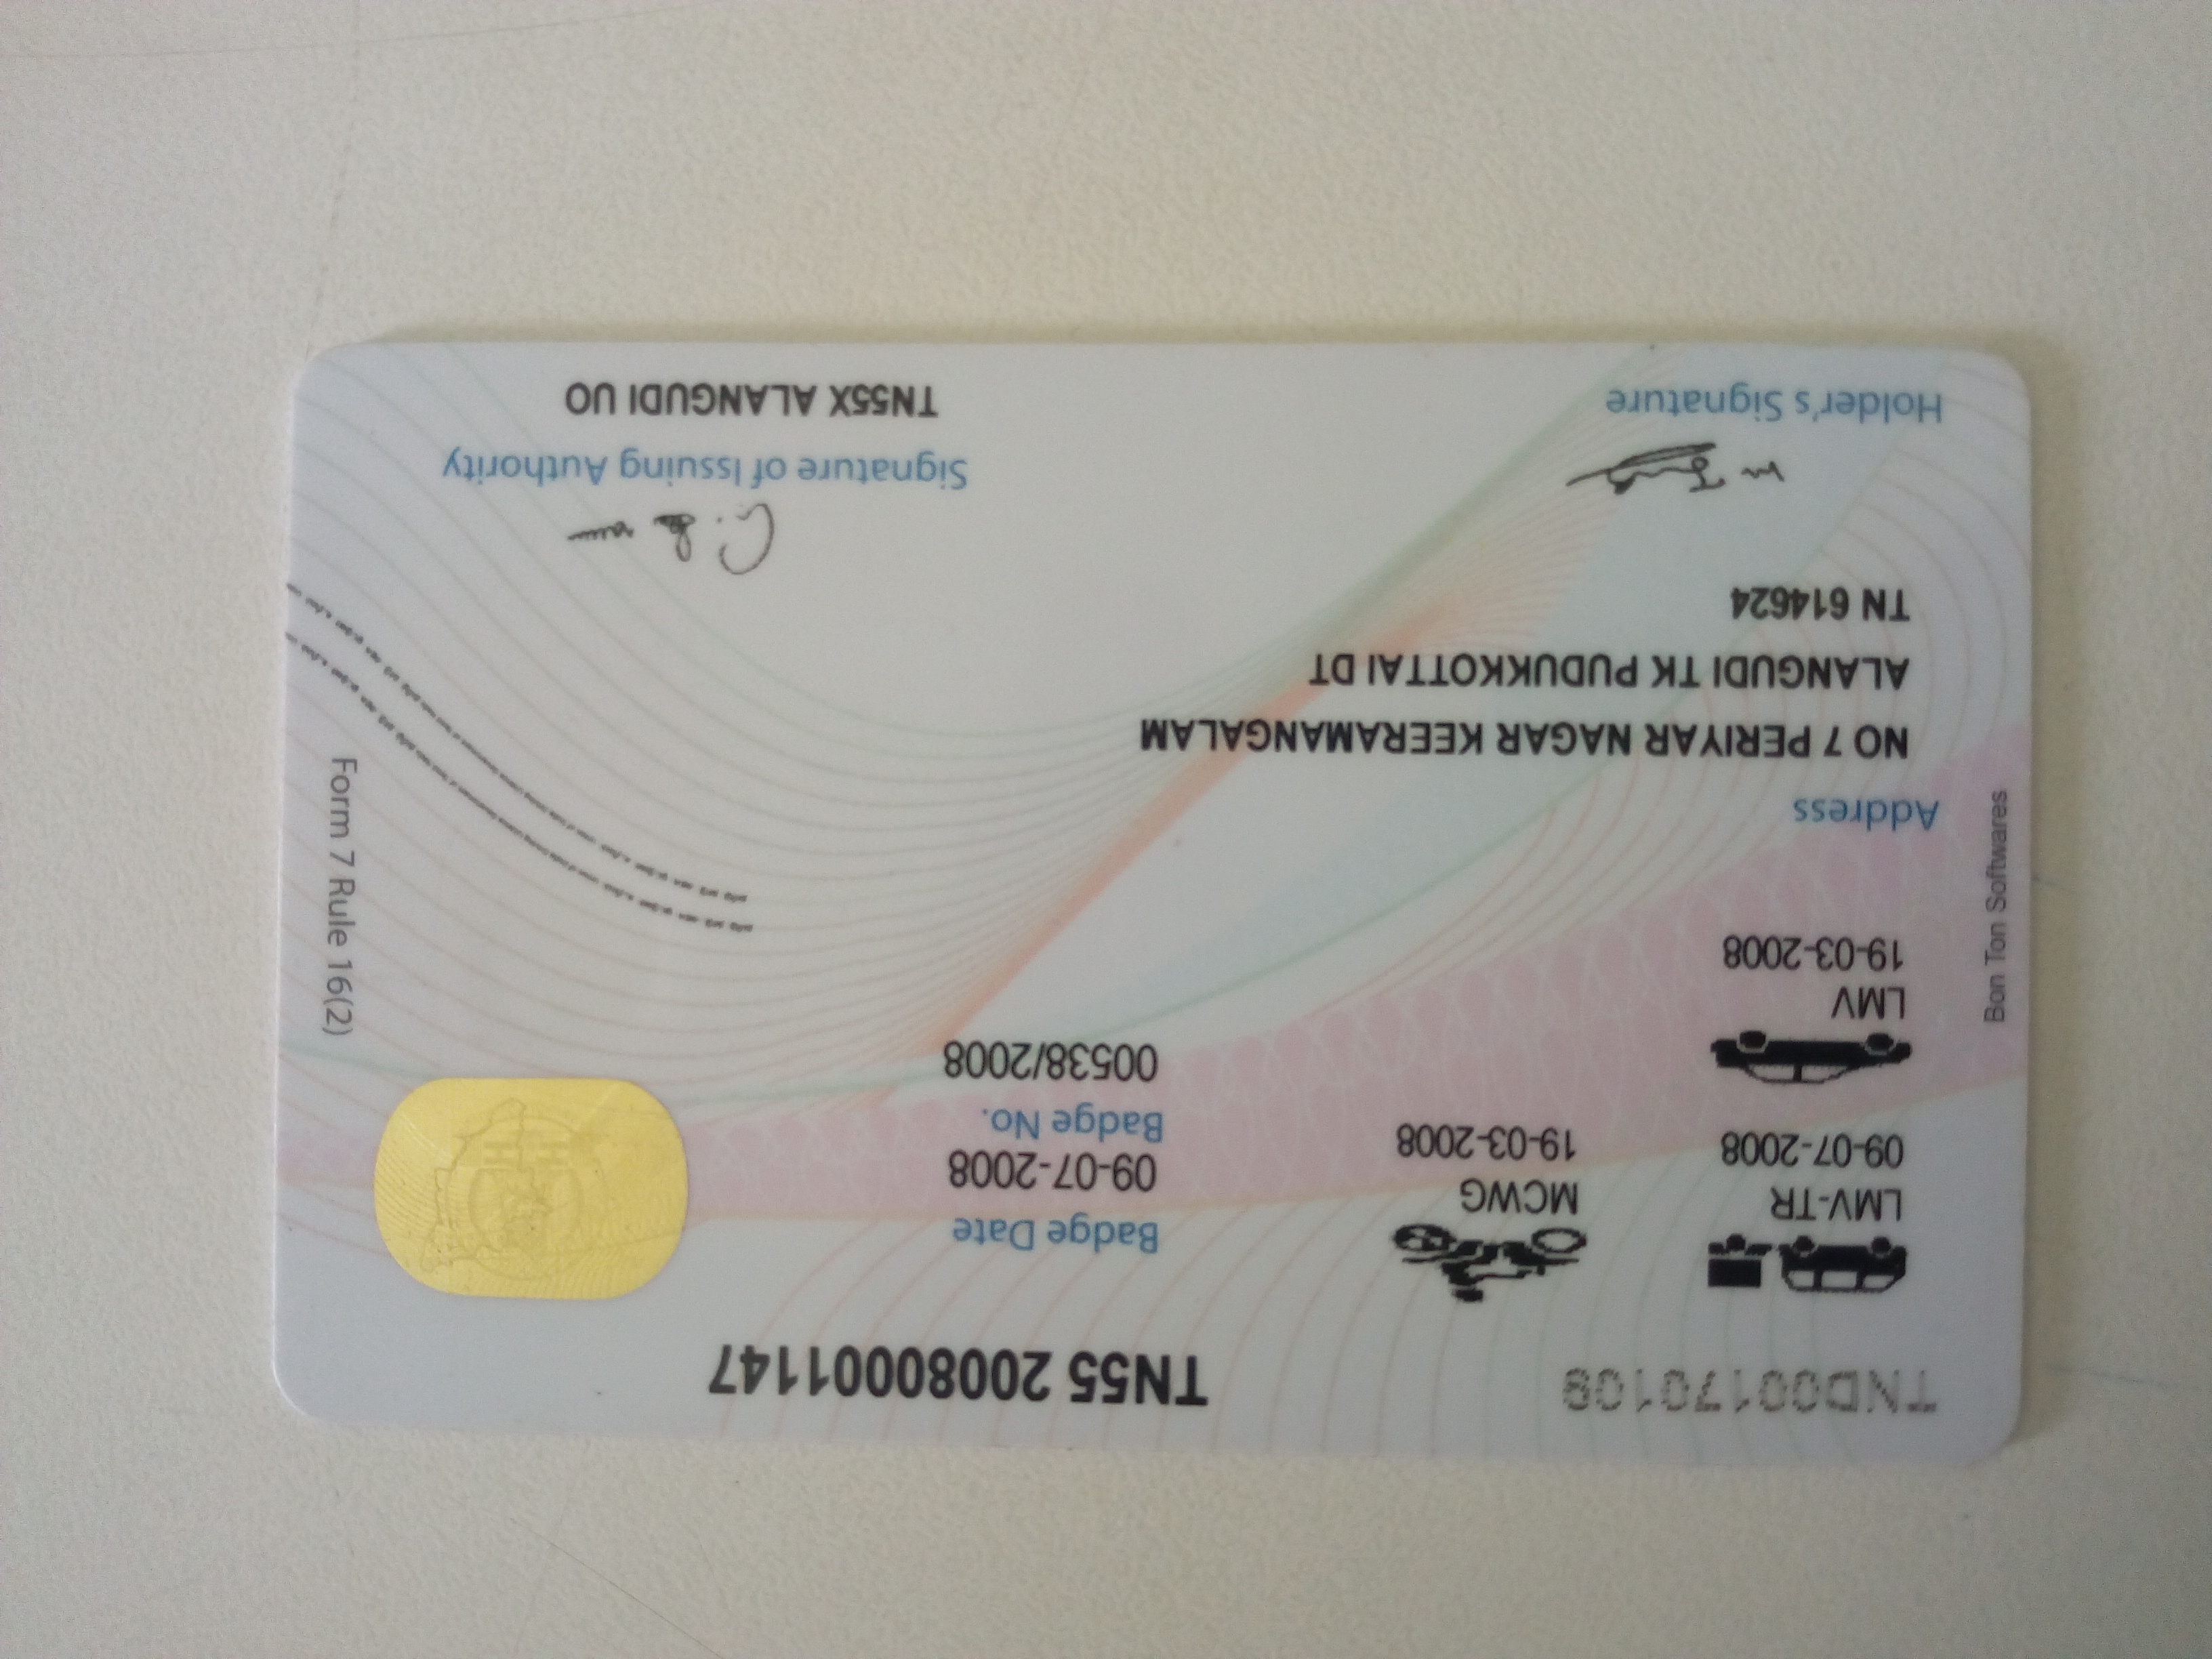 TND00170109
TN55 20080001147
LMV-TR
09-07-2008
MCWG
19-03-2008
Badge Date
09-07-2008
Badge No.
00538/2008
LMV
19-03-2008
Address
NO 7 PERIYAR NAGAR KEERAMANGALAM
ALANGUDI TK PUDUKKOTTAI DT
TN 614624
Holder's Signature
Signature of Issuing Authority
TN55X ALANGUDI UO
Form 7 Rule 16(2)
Bon Ton Softwares